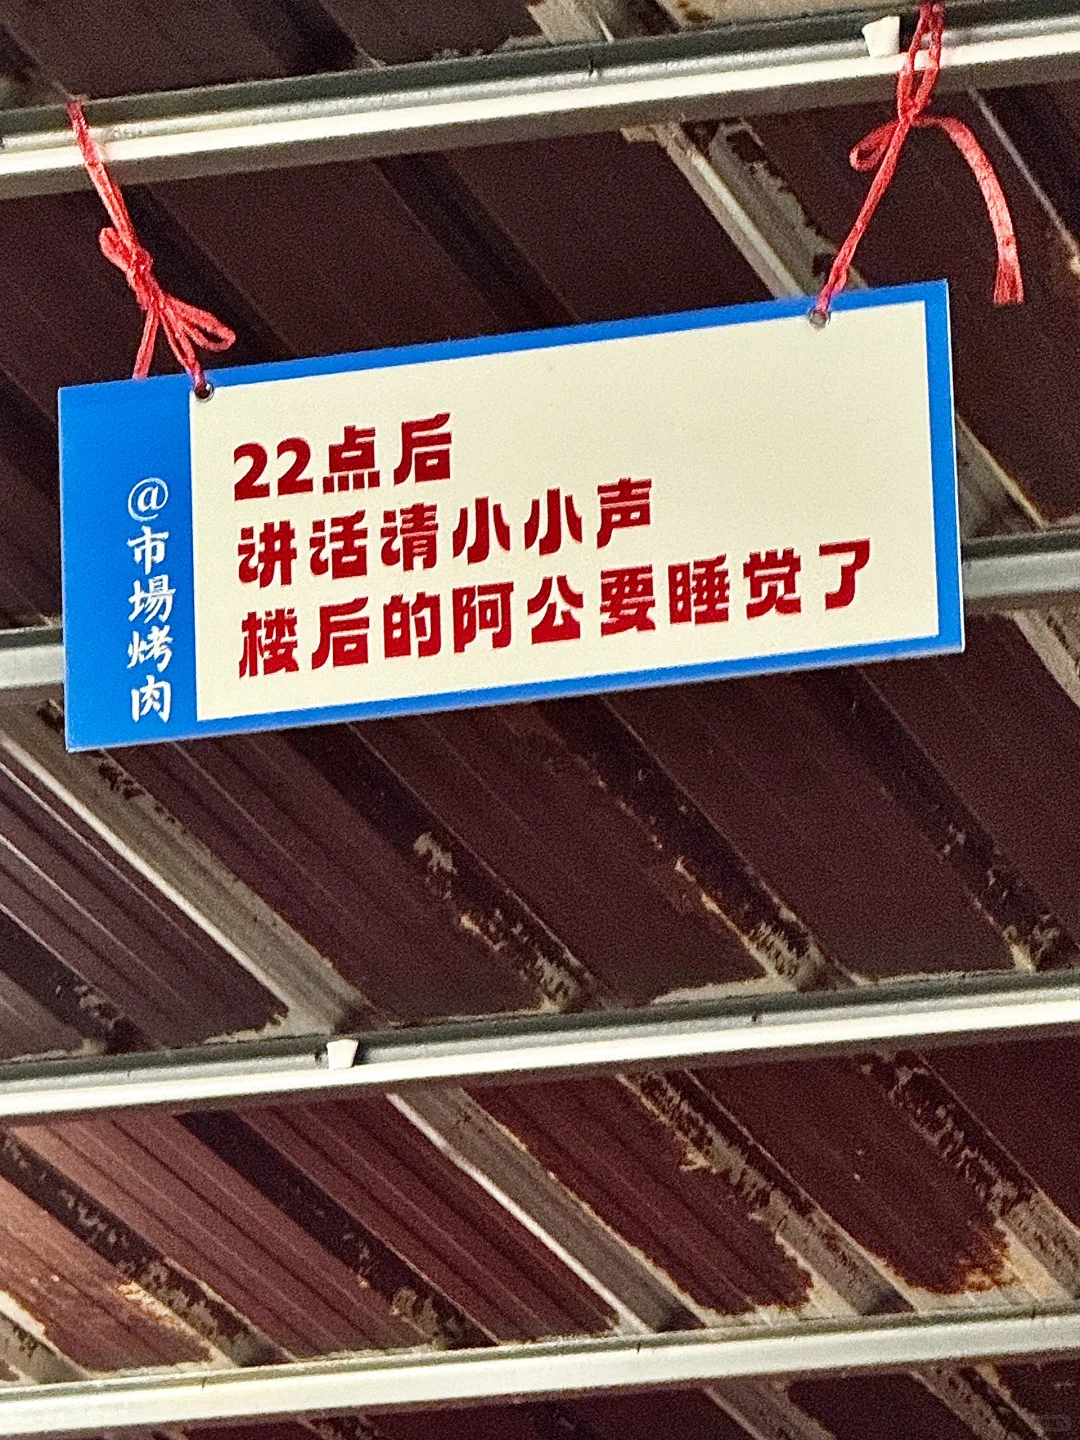 22点后
讲话请小小声
楼后的阿公要睡觉了
@市場烤肉